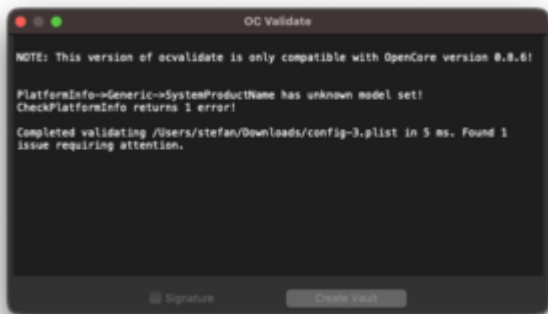 OC Validate
NOTE: This version of ocvalidate is only compatible with OpenCore version 0.8.6!
PlatformInfo->Generic->SystemProductName has unknown model set!
CheckPlatformInfo returns 1 error!
Completed validating /Users/stefan/Downloads/config-3.plist in 5 ms. Found 1
issue requiring attention.
Signature
Create Vault